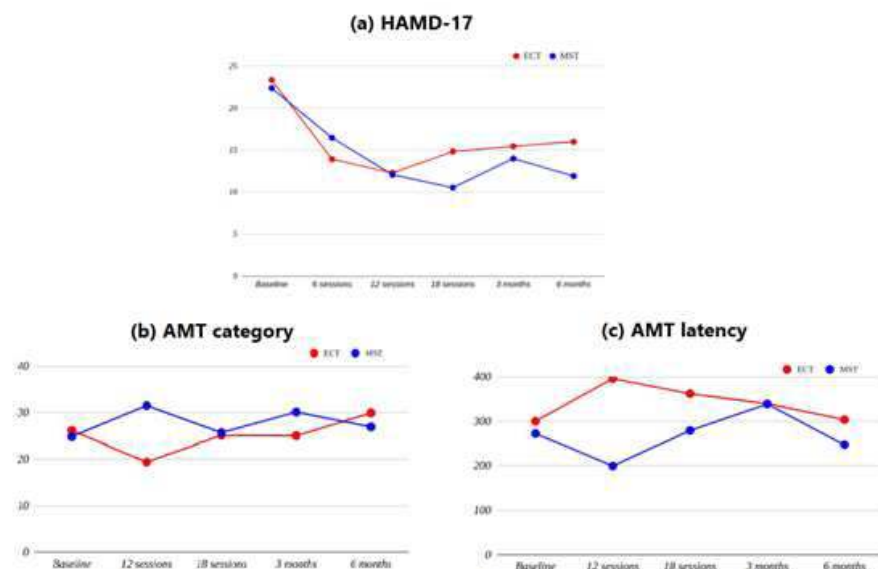 (a) HAMD-17
ECT MST
25
20
15
10
5
0
Baseline 6 sessions 12 sessions 18 sessions 3 months 6 months
(b) AMT category
ECT MST
40
30
20
10
0
Baseline 12 sessions 18 sessions 3 months 6 months
(c) AMT latency
ECT MST
400
300
200
100
0
Baseline 12 sessions 18 sessions 3 months 6 months